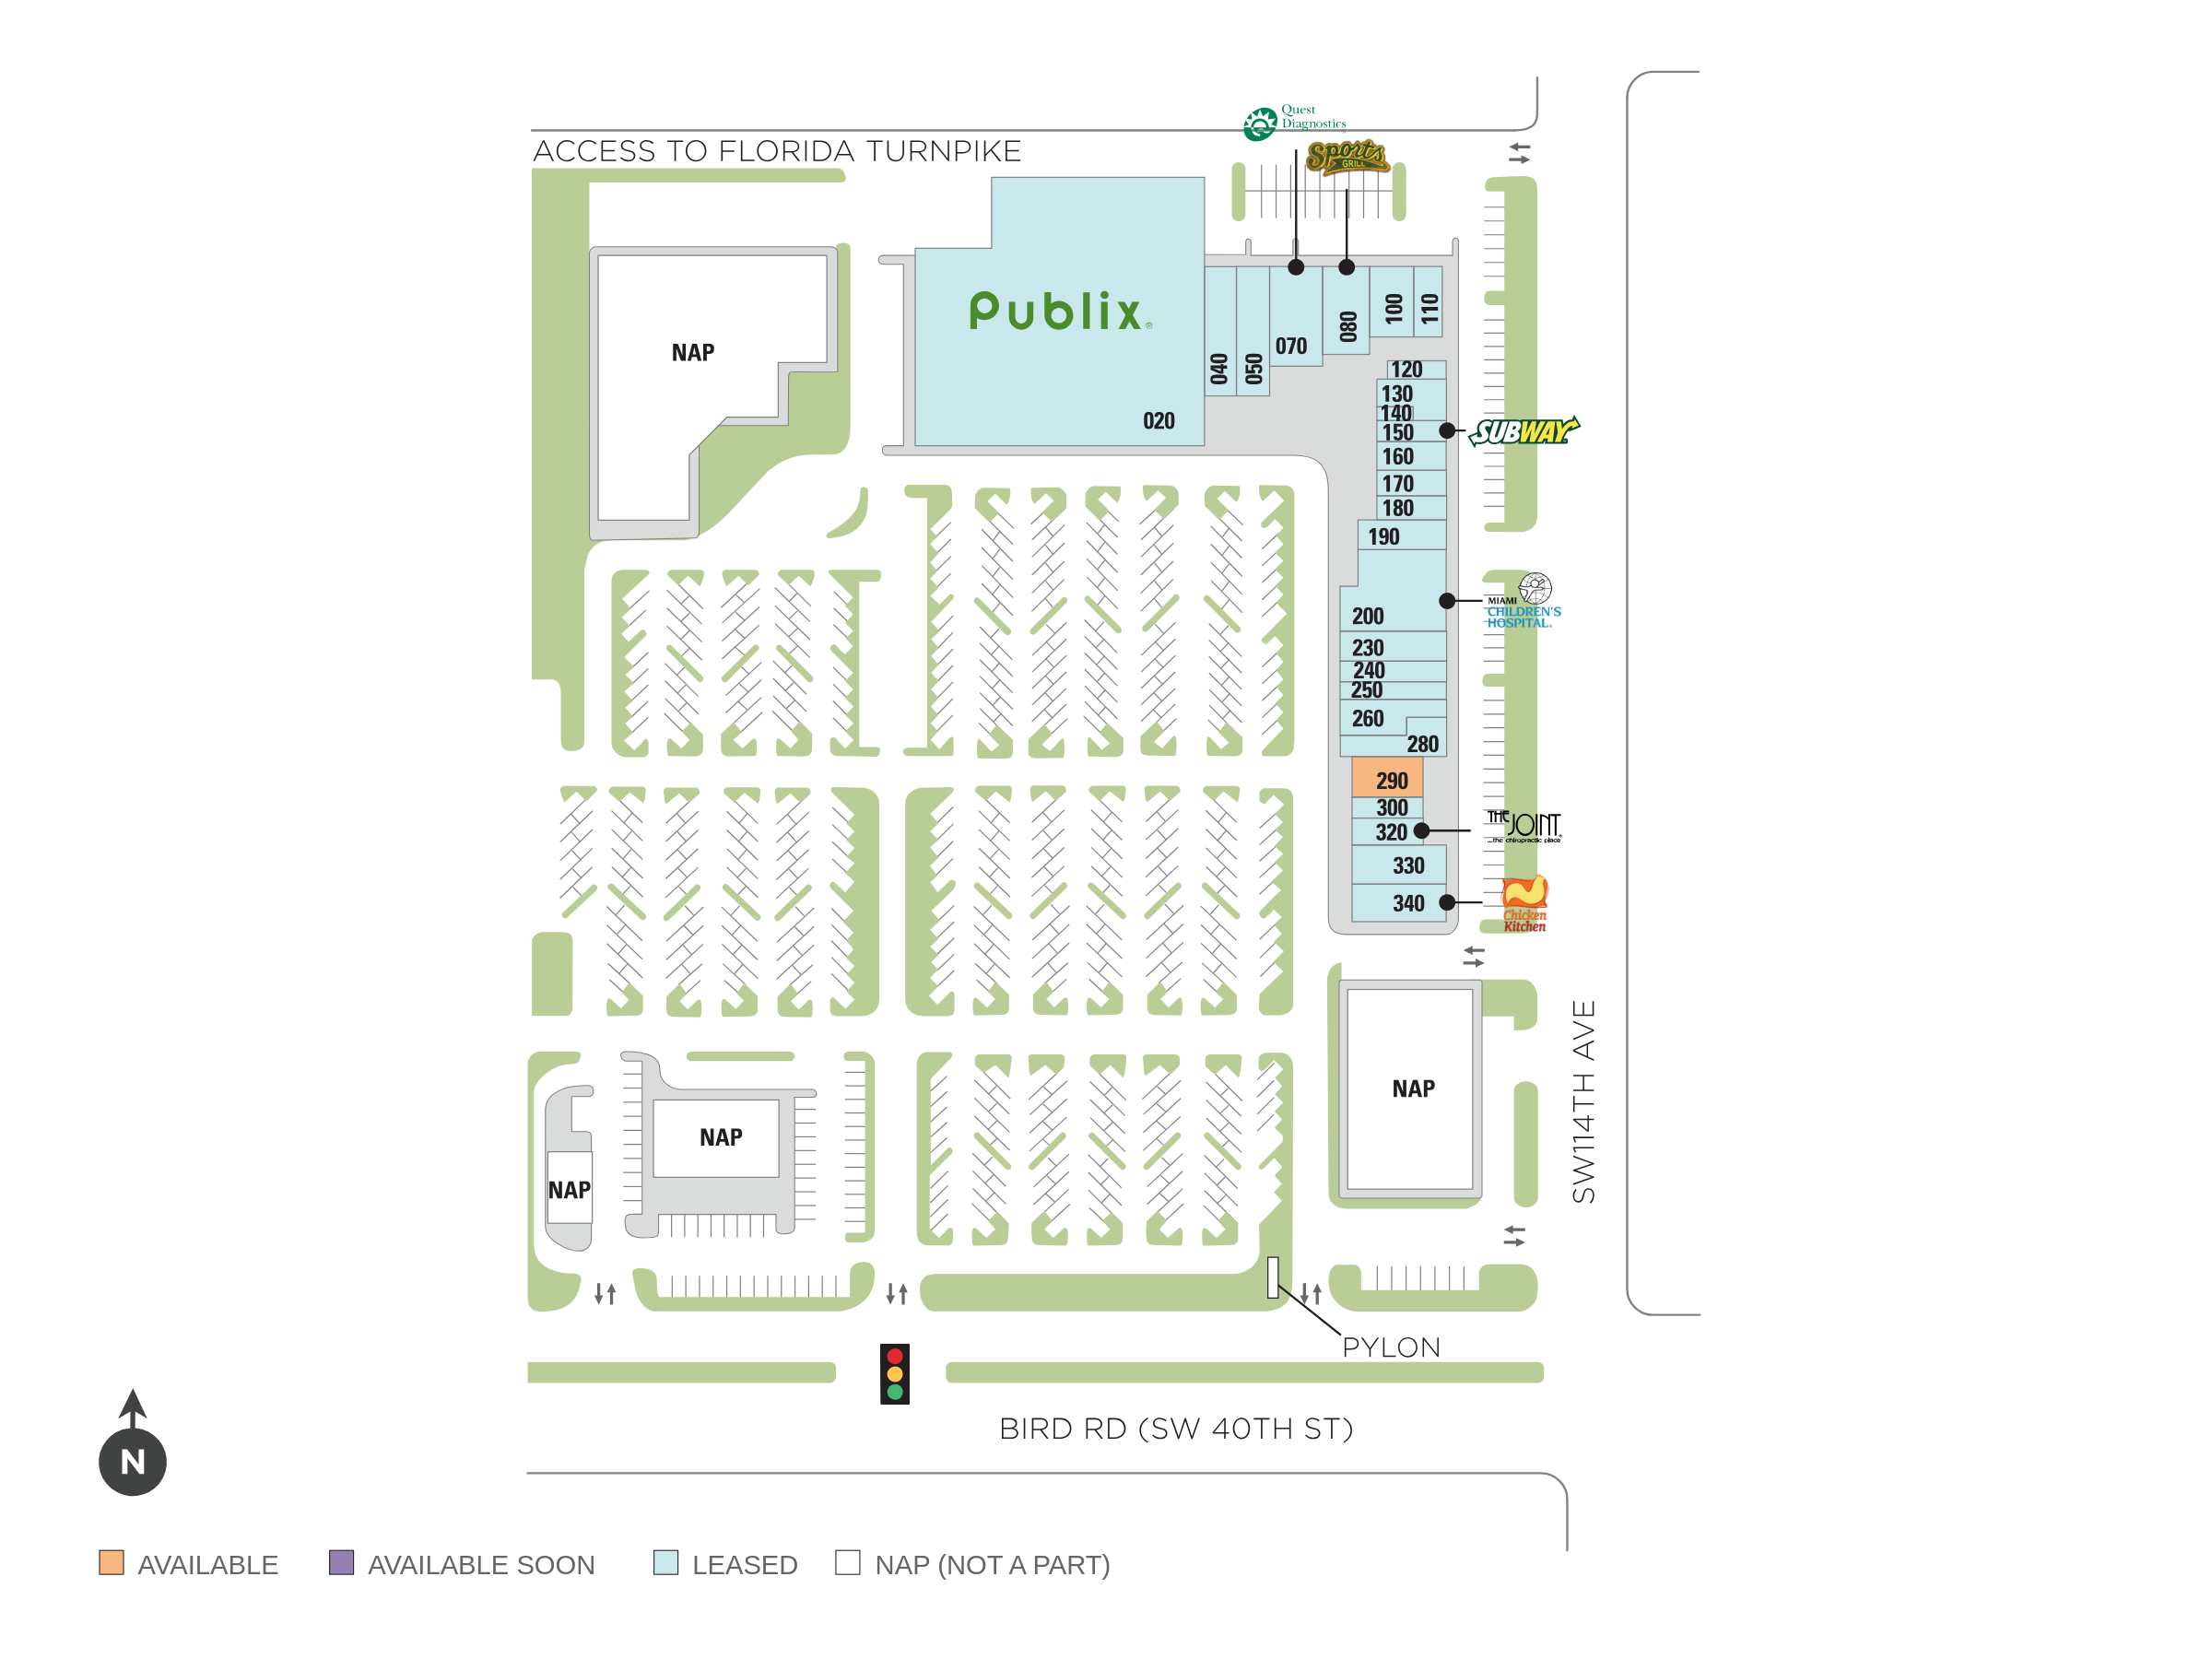 Quest
Diagnostics
ACCESS TO FLORIDA TURNPIKE
Sports
GRILL
NAP
Publix®
020
040
050
070
080
100
110
120
130
140
150
SUBWAY
160
170
180
190
200
MIAMI
CHILDREN'S
HOSPITAL®
230
240
250
260
280
290
300
320
THE JOINT
...the chiropractic place
330
340
Chicken
Kitchen
NAP
NAP
NAP
SW114TH AVE
PYLON
BIRD RD (SW 40TH ST)
N
AVAILABLE
AVAILABLE SOON
LEASED
NAP (NOT A PART)